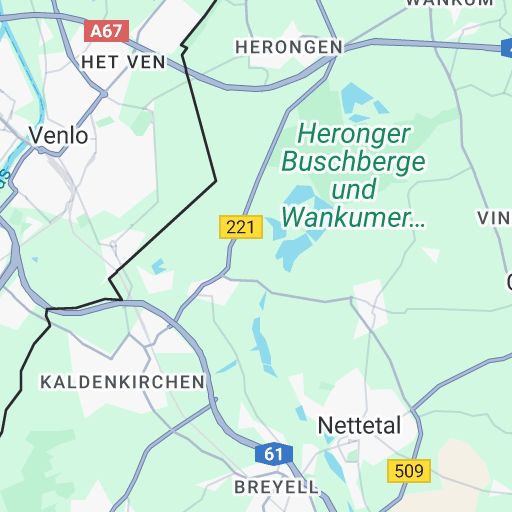 WANKUM
A67
HERONGEN
HET VEN
Venlo
Heronger
Buschberge
und
Wankumer...
VIN
221
KALDENKIRCHEN
Nettetal
61
509
BREYELL